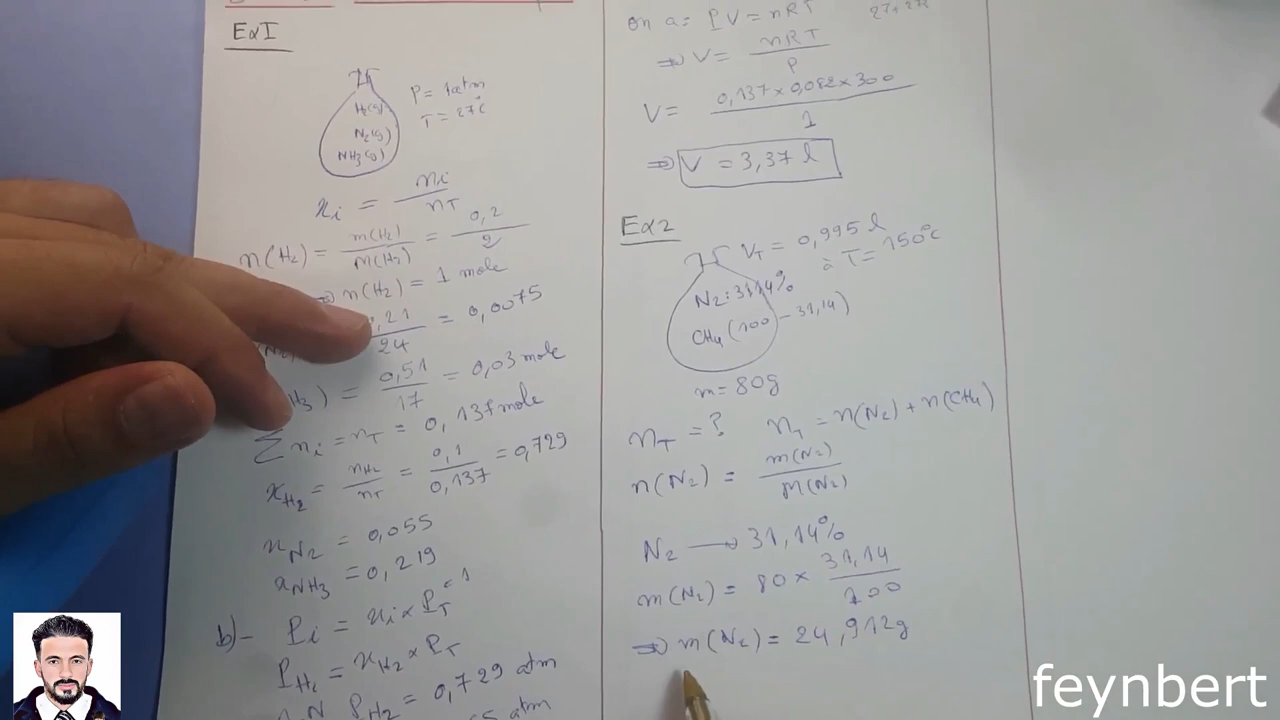 ExI
H₂(g)
N₂(g)
NH₃(g)
P = 1atm
T = 27°C
xi = ni / nT
n(H₂) = m(H₂) / M(H₂) = 0,2 / 2
⇒ n(H₂) = 1 mole
,21 / 24 = 0,0075
H₃) = 0,51 / 17 = 0,03 mole
∑ ni = nT = 0,137 mole
xH₂ = nH₂ / nT = 0,1 / 0,137 = 0,729
xN₂ = 0,055
xNH₃ = 0,219
b)- Pi = xi × PT = 1
PH₂ = xH₂ × PT
PH₂ = 0,729 atm
atm
on a: PV = nRT
⇒ V = nRT / P
V = 0,137 × 0,082 × 300 / 1
⇒ V = 3,37 l
Ex2
VT = 0,995 l
à T = 150°C
N₂ : 31,14%
CH₄ (100 - 31,14)
m = 80g
nT = ? nT = n(N₂) + n(CH₄)
n(N₂) = m(N₂) / M(N₂)
N₂ → 31,14%
m(N₂) = 80 × 31,14 / 100
⇒ m(N₂) = 24,912g
feynbert